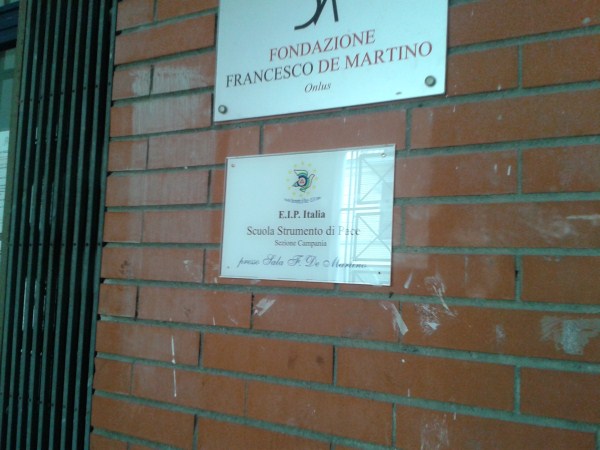 FONDAZIONE
FRANCESCO DE MARTINO
Onlus
E.I.P. Italia
Scuola Strumento di Pace
Sezione Campania
presso Sala F. De Martino